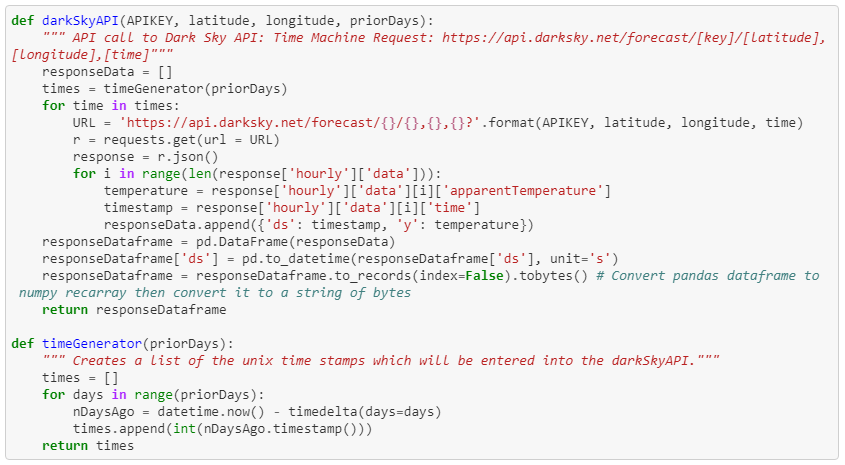 def darkSkyAPI(APIKEY, latitude, longitude, priorDays):
    """ API call to Dark Sky API: Time Machine Request: https://api.darksky.net/forecast/[key]/[latitude],
[longitude],[time]"""
    responseData = []
    times = timeGenerator(priorDays)
    for time in times:
        URL = 'https://api.darksky.net/forecast/{}/{},{},{}?'.format(APIKEY, latitude, longitude, time)
        r = requests.get(url = URL)
        response = r.json()
        for i in range(len(response['hourly']['data'])):
            temperature = response['hourly']['data'][i]['apparentTemperature']
            timestamp = response['hourly']['data'][i]['time']
            responseData.append({'ds': timestamp, 'y': temperature})
    responseDataframe = pd.DataFrame(responseData)
    responseDataframe['ds'] = pd.to_datetime(responseDataframe['ds'], unit='s')
    responseDataframe = responseDataframe.to_records(index=False).tobytes() # Convert pandas dataframe to
 numpy recarray then convert it to a string of bytes
    return responseDataframe

def timeGenerator(priorDays):
    """ Creates a list of the unix time stamps which will be entered into the darkSkyAPI."""
    times = []
    for days in range(priorDays):
        nDaysAgo = datetime.now() - timedelta(days=days)
        times.append(int(nDaysAgo.timestamp()))
    return times